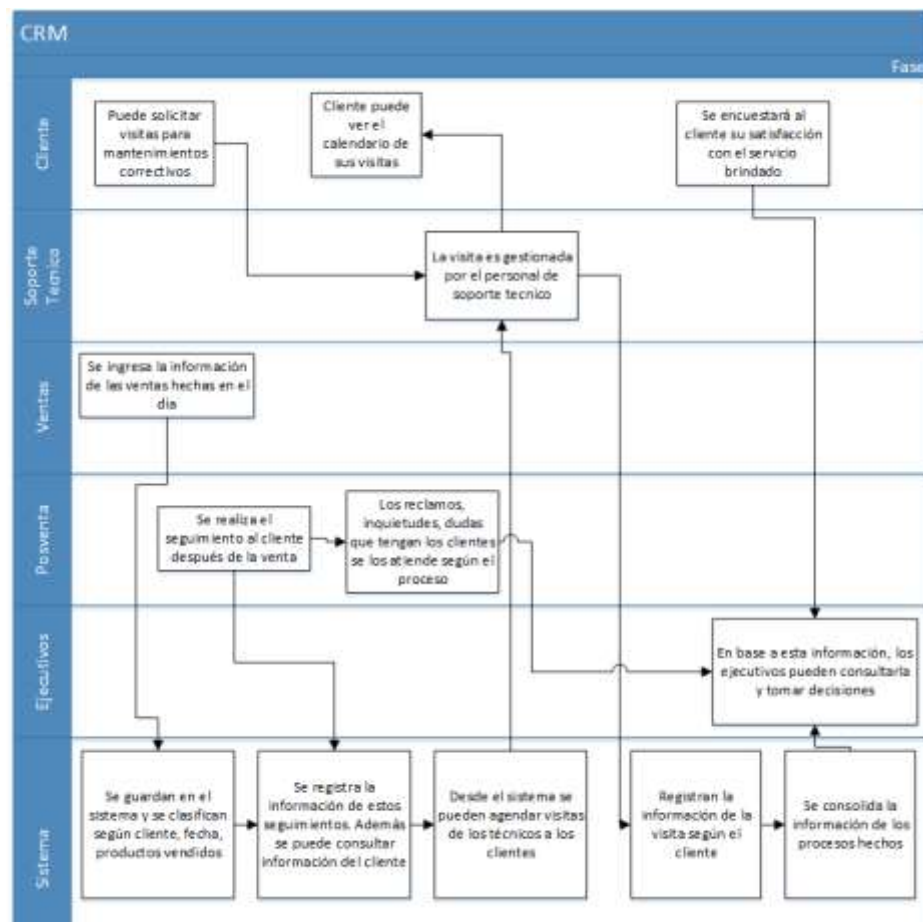 CRM
Fase
Cliente
Puede solicitar
visitas para
mantenimientos
correctivos
Cliente puede
ver el
calendario de
sus visitas
Se encuestará al
cliente su satisfacción
con el servicio
brindado
Soporte
Tecnico
La visita es gestionada
por el personal de
soporte tecnico
Ventas
Se ingresa la información
de las ventas hechas en el
dia
Posventa
Se realiza el
seguimiento al cliente
después de la venta
Los reclamos,
inquietudes, dudas
que tengan los clientes
se los atiende según el
proceso
Ejecutivos
En base a esta información, los
ejecutivos pueden consultarla
y tomar decisiones
Sistema
Se guardan en el
sistema y se clasifican
según cliente, fecha,
productos vendidos
Se registra la
información de estos
seguimientos. Además
se puede consultar
información del cliente
Desde el sistema se
pueden agendar visitas
de los técnicos a los
clientes
Registran la
información de la
visita según el
cliente
Se consolida la
información de los
procesos hechos